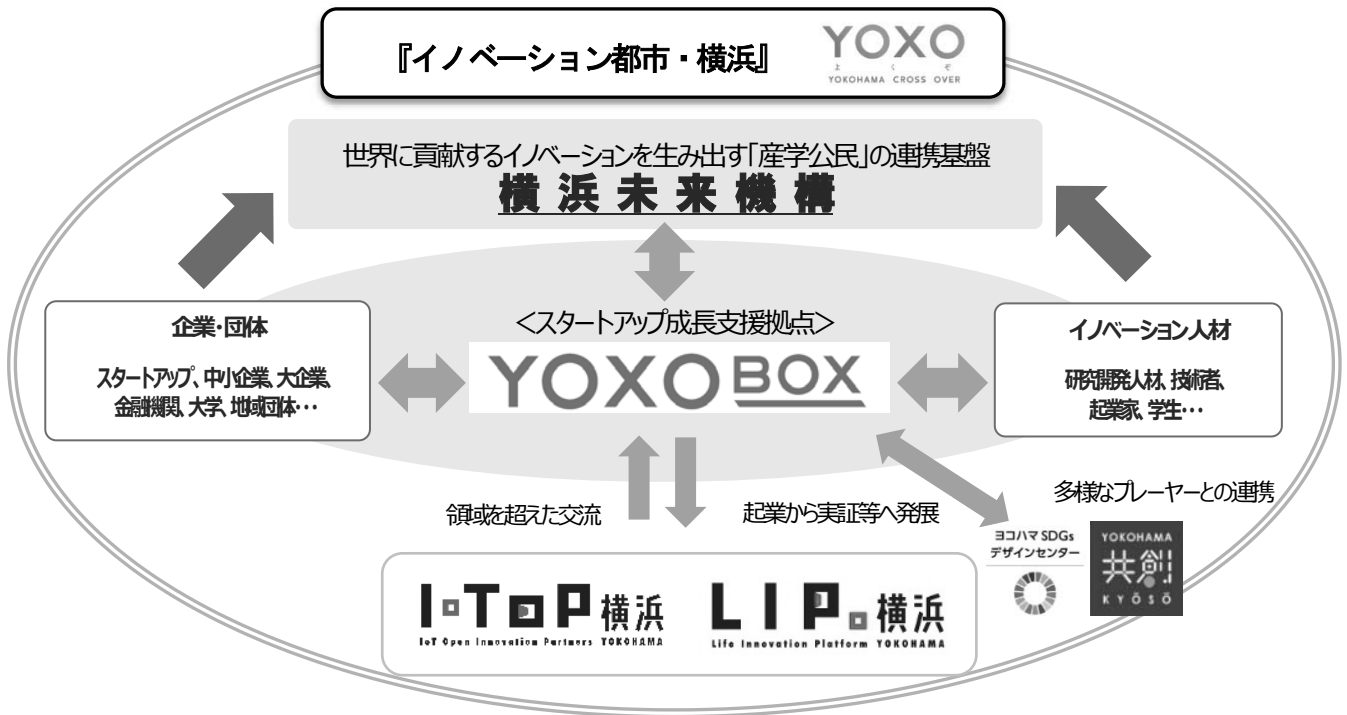 『イノベーション都市・横浜』
YOXO
よ く ぞ
YOKOHAMA CROSS OVER
世界に貢献するイノベーションを生み出す「産学公民」の連携基盤
横浜未来機構
企業・団体
スタートアップ、中小企業、大企業、
金融機関、大学、地域団体・・・
<スタートアップ成長支援拠点>
YOXO BOX
イノベーション人材
研究開発人材、技術者、
起業家、学生・・・
領域を超えた交流
起業から実証等へ発展
多様なプレーヤーとの連携
ヨコハマ SDGs
デザインセンター
YOKOHAMA
共創
KYŌSŌ
I・TOP横浜
IoT Open Innovation Partners YOKOHAMA
LIP.横浜
Life Innovation Platform YOKOHAMA